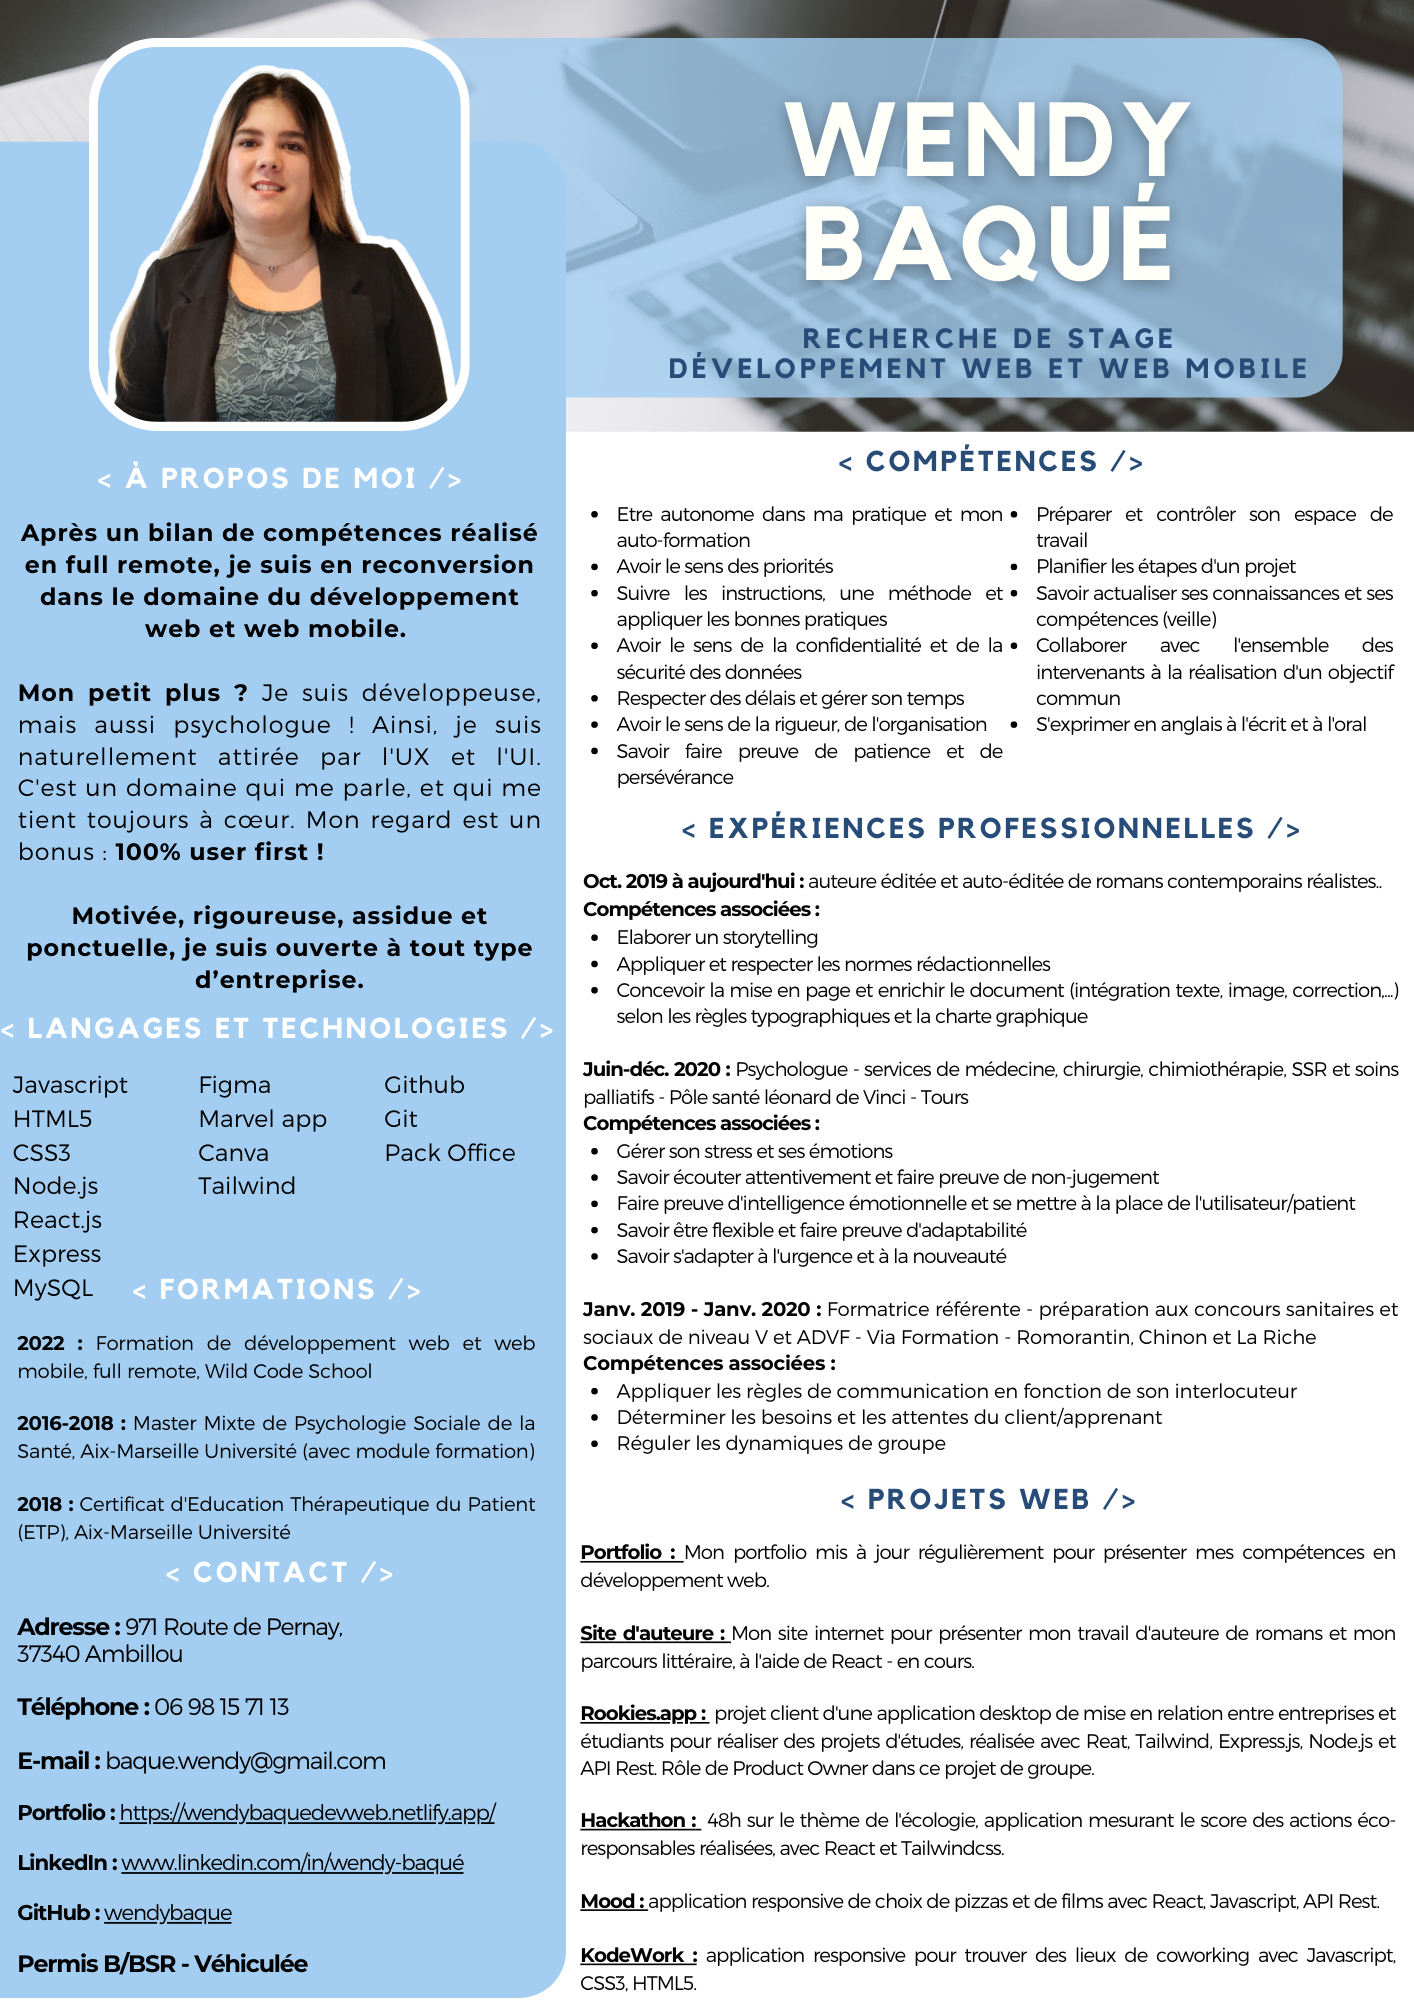 WENDY
BAQUÉ
RECHERCHE DE STAGE
DÉVELOPPEMENT WEB ET WEB MOBILE
< À PROPOS DE MOI />
Après un bilan de compétences réalisé
en full remote, je suis en reconversion
dans le domaine du développement
web et web mobile.
Mon petit plus ? Je suis développeuse,
mais aussi psychologue ! Ainsi, je suis
naturellement attirée par l'UX et l'UI.
C'est un domaine qui me parle, et qui me
tient toujours à cœur. Mon regard est un
bonus : 100% user first !
Motivée, rigoureuse, assidue et
ponctuelle, je suis ouverte à tout type
d’entreprise.
< LANGAGES ET TECHNOLOGIES />
Javascript
HTML5
CSS3
Node.js
React.js
Express
MySQL
Figma
Marvel app
Canva
Tailwind
Github
Git
Pack Office
< FORMATIONS />
2022 : Formation de développement web et web
mobile, full remote, Wild Code School
2016-2018 : Master Mixte de Psychologie Sociale de la
Santé, Aix-Marseille Université (avec module formation)
2018 : Certificat d'Education Thérapeutique du Patient
(ETP), Aix-Marseille Université
< CONTACT />
Adresse : 971 Route de Pernay,
37340 Ambillou
Téléphone : 06 98 15 71 13
E-mail : baque.wendy@gmail.com
Portfolio : https://wendybaquedevweb.netlify.app/
LinkedIn : www.linkedin.com/in/wendy-baqué
GitHub : wendybaque
Permis B/BSR - Véhiculée
< COMPÉTENCES />
• Etre autonome dans ma pratique et mon
auto-formation
• Avoir le sens des priorités
• Suivre les instructions, une méthode et
appliquer les bonnes pratiques
• Avoir le sens de la confidentialité et de la
sécurité des données
• Respecter des délais et gérer son temps
• Avoir le sens de la rigueur, de l'organisation
• Savoir faire preuve de patience et de
persévérance
• Préparer et contrôler son espace de
travail
• Planifier les étapes d'un projet
• Savoir actualiser ses connaissances et ses
compétences (veille)
• Collaborer avec l'ensemble des
intervenants à la réalisation d'un objectif
commun
• S'exprimer en anglais à l'écrit et à l'oral
< EXPÉRIENCES PROFESSIONNELLES />
Oct. 2019 à aujourd'hui : auteure éditée et auto-éditée de romans contemporains réalistes..
Compétences associées :
• Elaborer un storytelling
• Appliquer et respecter les normes rédactionnelles
• Concevoir la mise en page et enrichir le document (intégration texte, image, correction,...)
selon les règles typographiques et la charte graphique
Juin-déc. 2020 : Psychologue - services de médecine, chirurgie, chimiothérapie, SSR et soins
palliatifs - Pôle santé léonard de Vinci - Tours
Compétences associées :
• Gérer son stress et ses émotions
• Savoir écouter attentivement et faire preuve de non-jugement
• Faire preuve d'intelligence émotionnelle et se mettre à la place de l'utilisateur/patient
• Savoir être flexible et faire preuve d'adaptabilité
• Savoir s'adapter à l'urgence et à la nouveauté
Janv. 2019 - Janv. 2020 : Formatrice référente - préparation aux concours sanitaires et
sociaux de niveau V et ADVF - Via Formation - Romorantin, Chinon et La Riche
Compétences associées :
• Appliquer les règles de communication en fonction de son interlocuteur
• Déterminer les besoins et les attentes du client/apprenant
• Réguler les dynamiques de groupe
< PROJETS WEB />
Portfolio : Mon portfolio mis à jour régulièrement pour présenter mes compétences en
développement web.
Site d'auteure : Mon site internet pour présenter mon travail d'auteure de romans et mon
parcours littéraire, à l'aide de React - en cours.
Rookies.app : projet client d'une application desktop de mise en relation entre entreprises et
étudiants pour réaliser des projets d'études, réalisée avec Reat, Tailwind, Express.js, Node.js et
API Rest. Rôle de Product Owner dans ce projet de groupe.
Hackathon : 48h sur le thème de l'écologie, application mesurant le score des actions éco-
responsables réalisées, avec React et Tailwindcss.
Mood : application responsive de choix de pizzas et de films avec React, Javascript, API Rest.
KodeWork : application responsive pour trouver des lieux de coworking avec Javascript,
CSS3, HTML5.